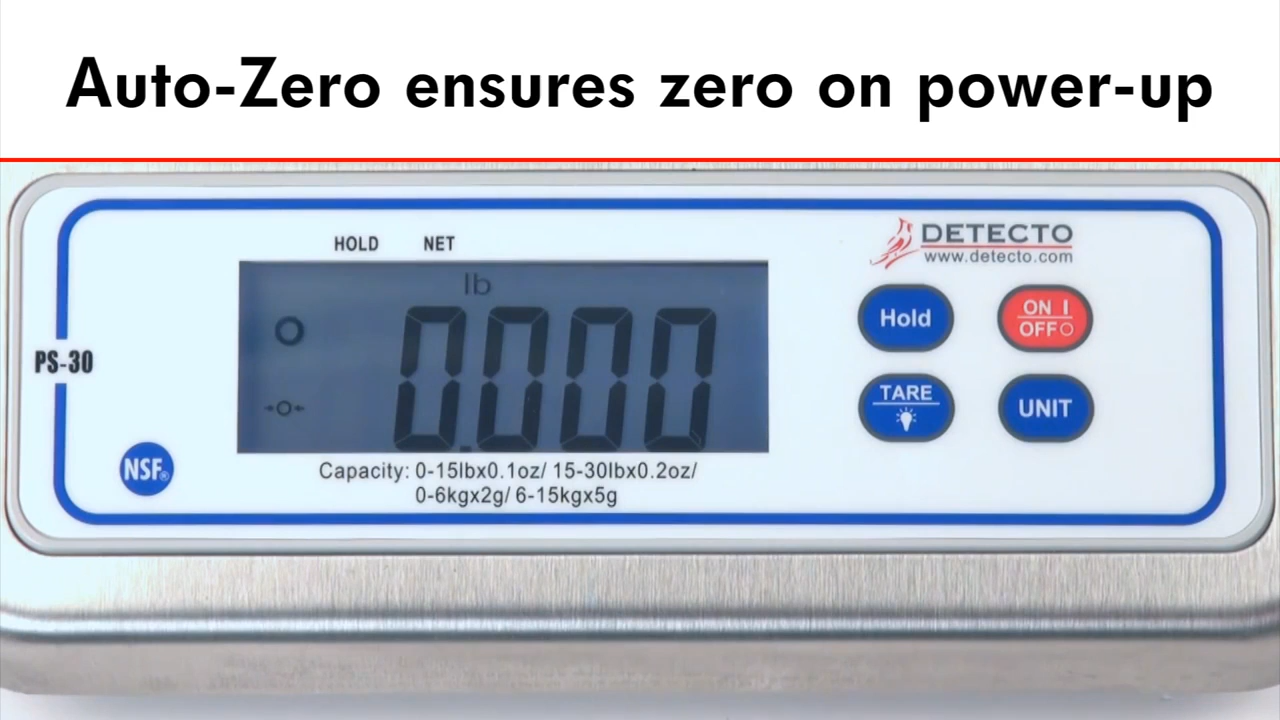 Auto-Zero ensures zero on power-up
HOLD NET
DETECTO
www.detecto.com
lb
0.000
Hold
ON I
OFF O
PS-30
TARE
UNIT
NSF®
Capacity: 0-15lbx0.1oz/ 15-30lbx0.2oz/
0-6kgx2g/ 6-15kgx5g